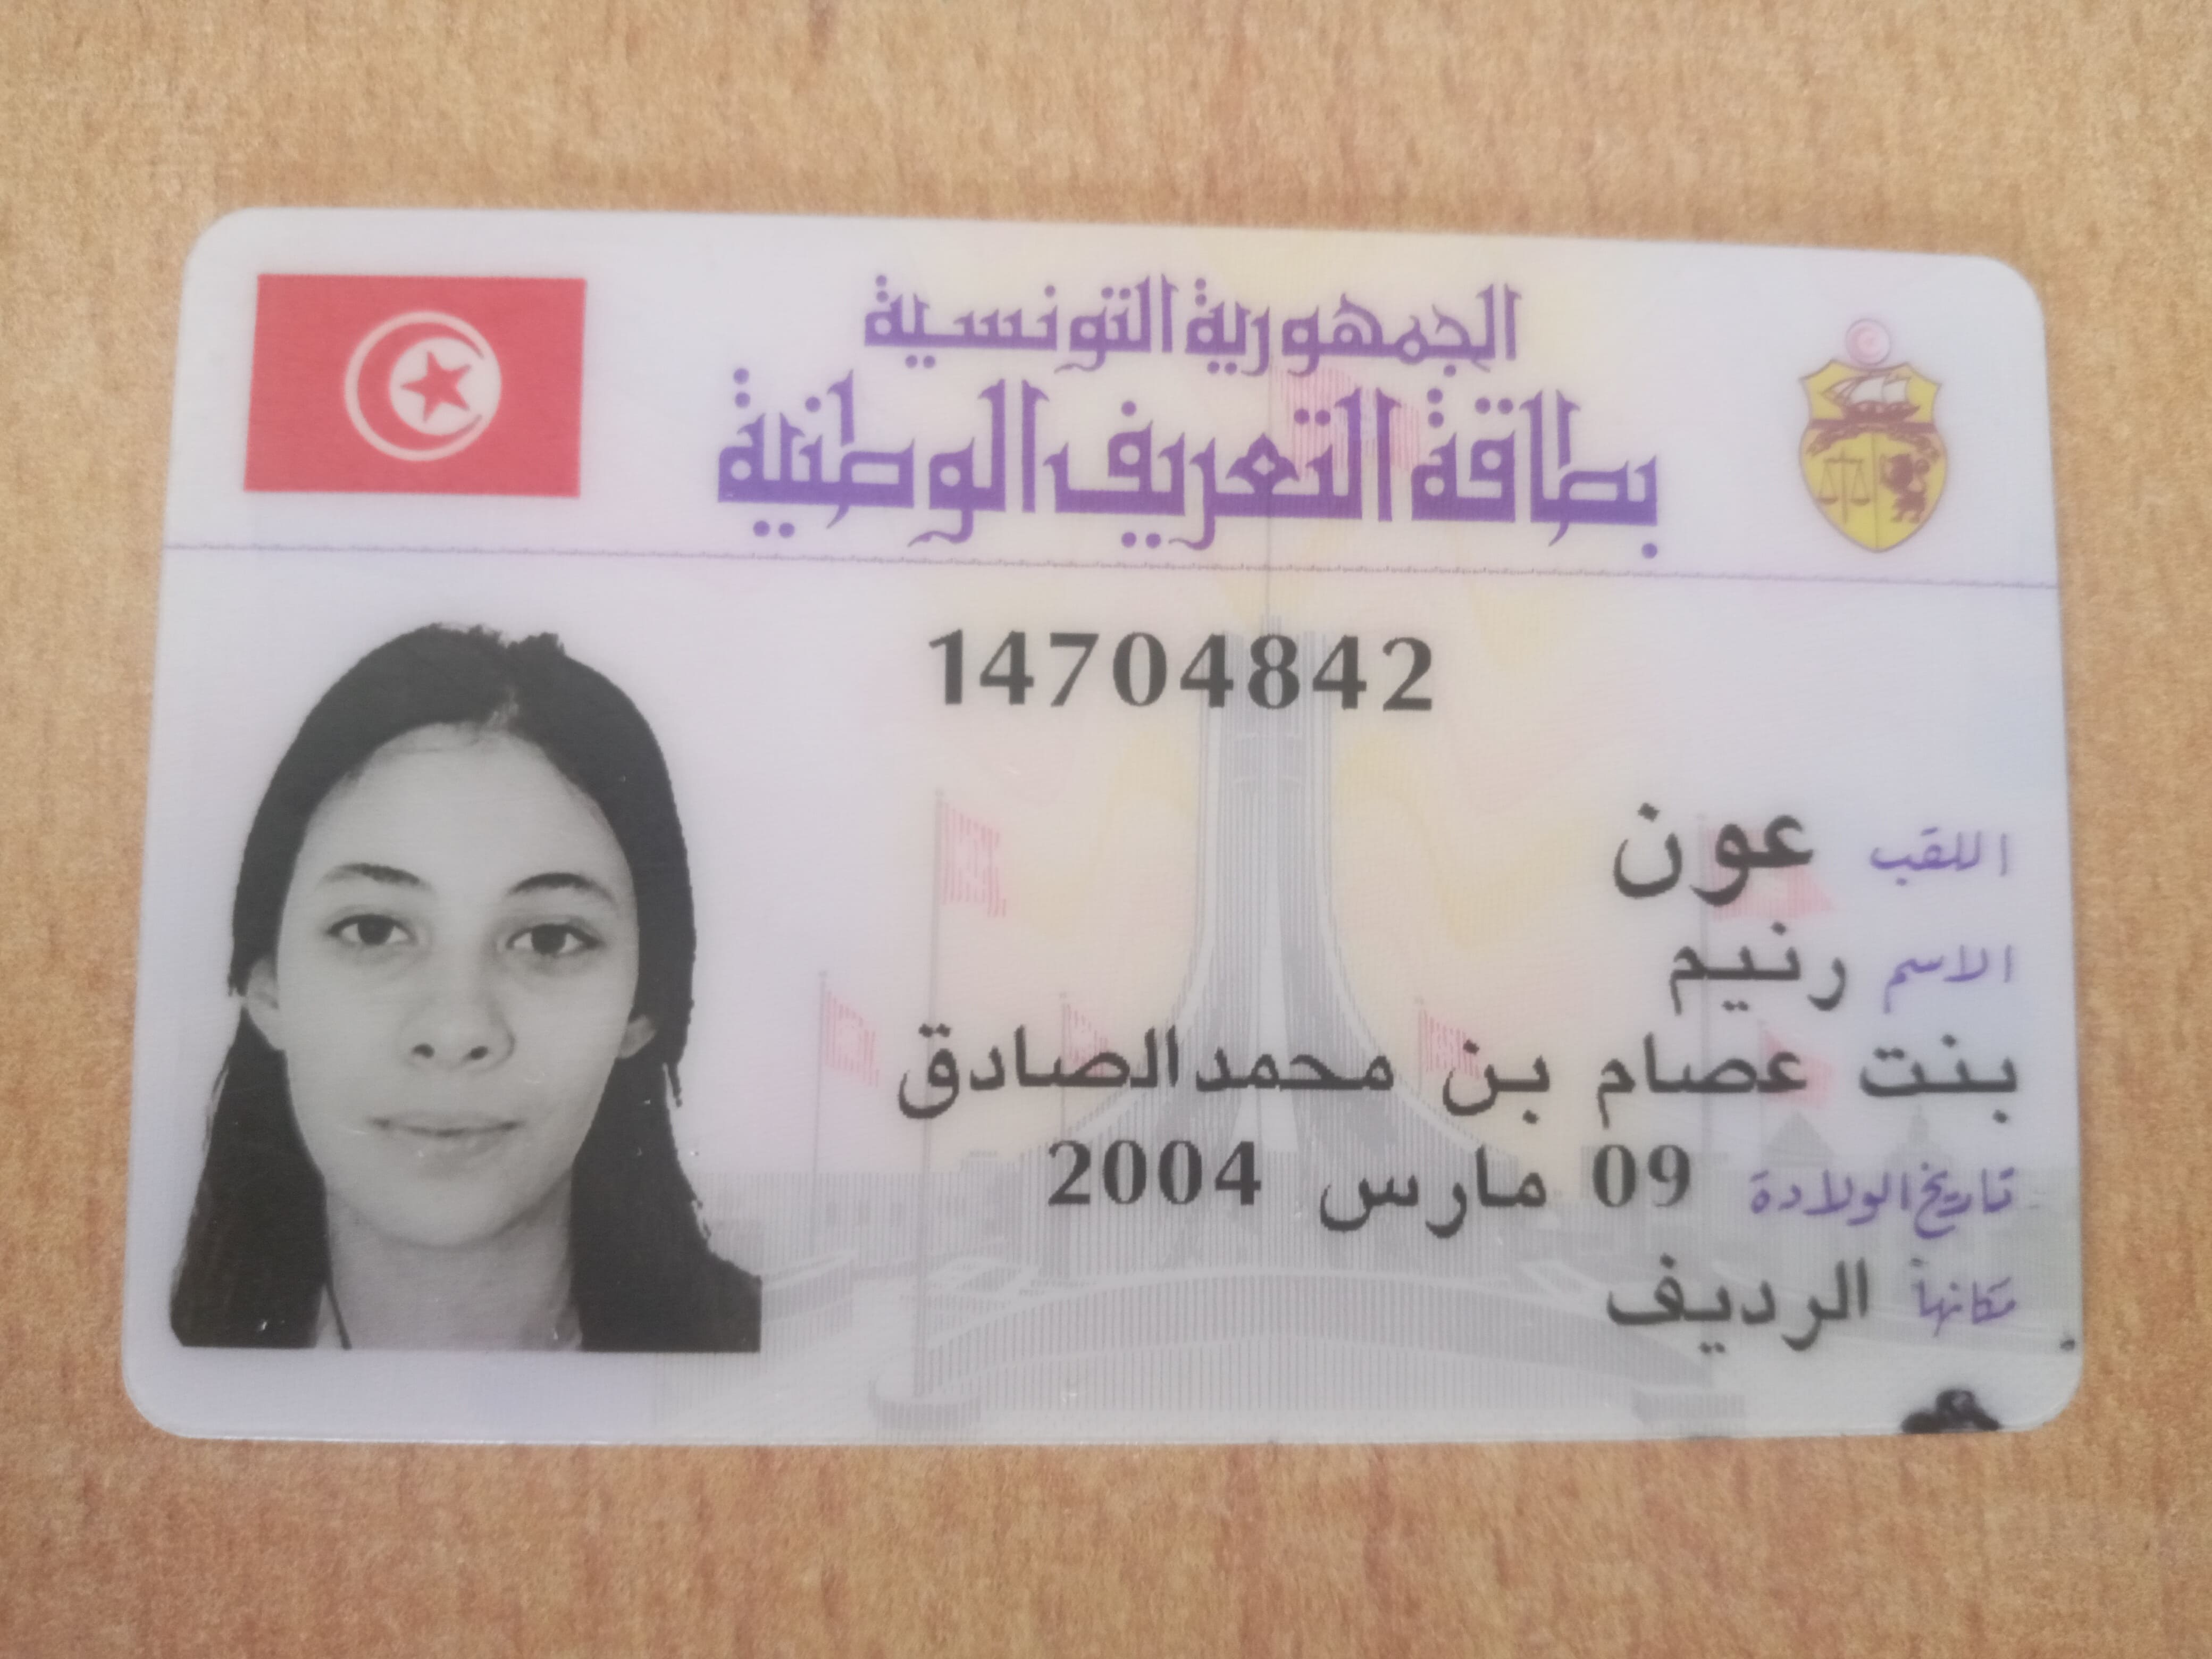 الجمهورية التونسية
بطاقة التعريف الوطنية
14704842
اللقب عون
الاسم رنيم
بنت عصام بن محمد الصادق
تاريخ الولادة 09 مارس 2004
مكانها الرديف